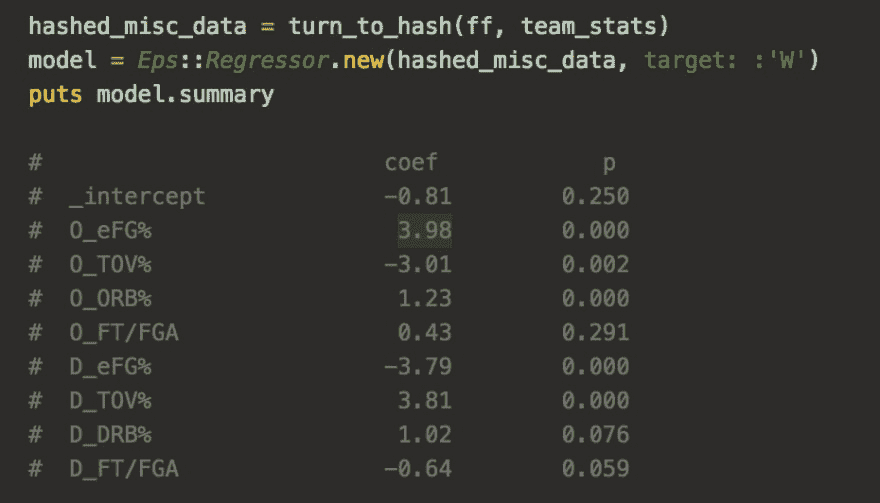 hashed_misc_data = turn_to_hash(ff, team_stats)
model = Eps::Regressor.new(hashed_misc_data, target: :'W')
puts model.summary
# coef p
# _intercept −0.81 0.250
# O_eFG% 3.98 0.000
# O_TOV% −3.01 0.002
# O_ORB% 1.23 0.000
# O_FT/FGA 0.43 0.291
# D_eFG% −3.79 0.000
# D_TOV% 3.81 0.000
# D_DRB% 1.02 0.076
# D_FT/FGA −0.64 0.059